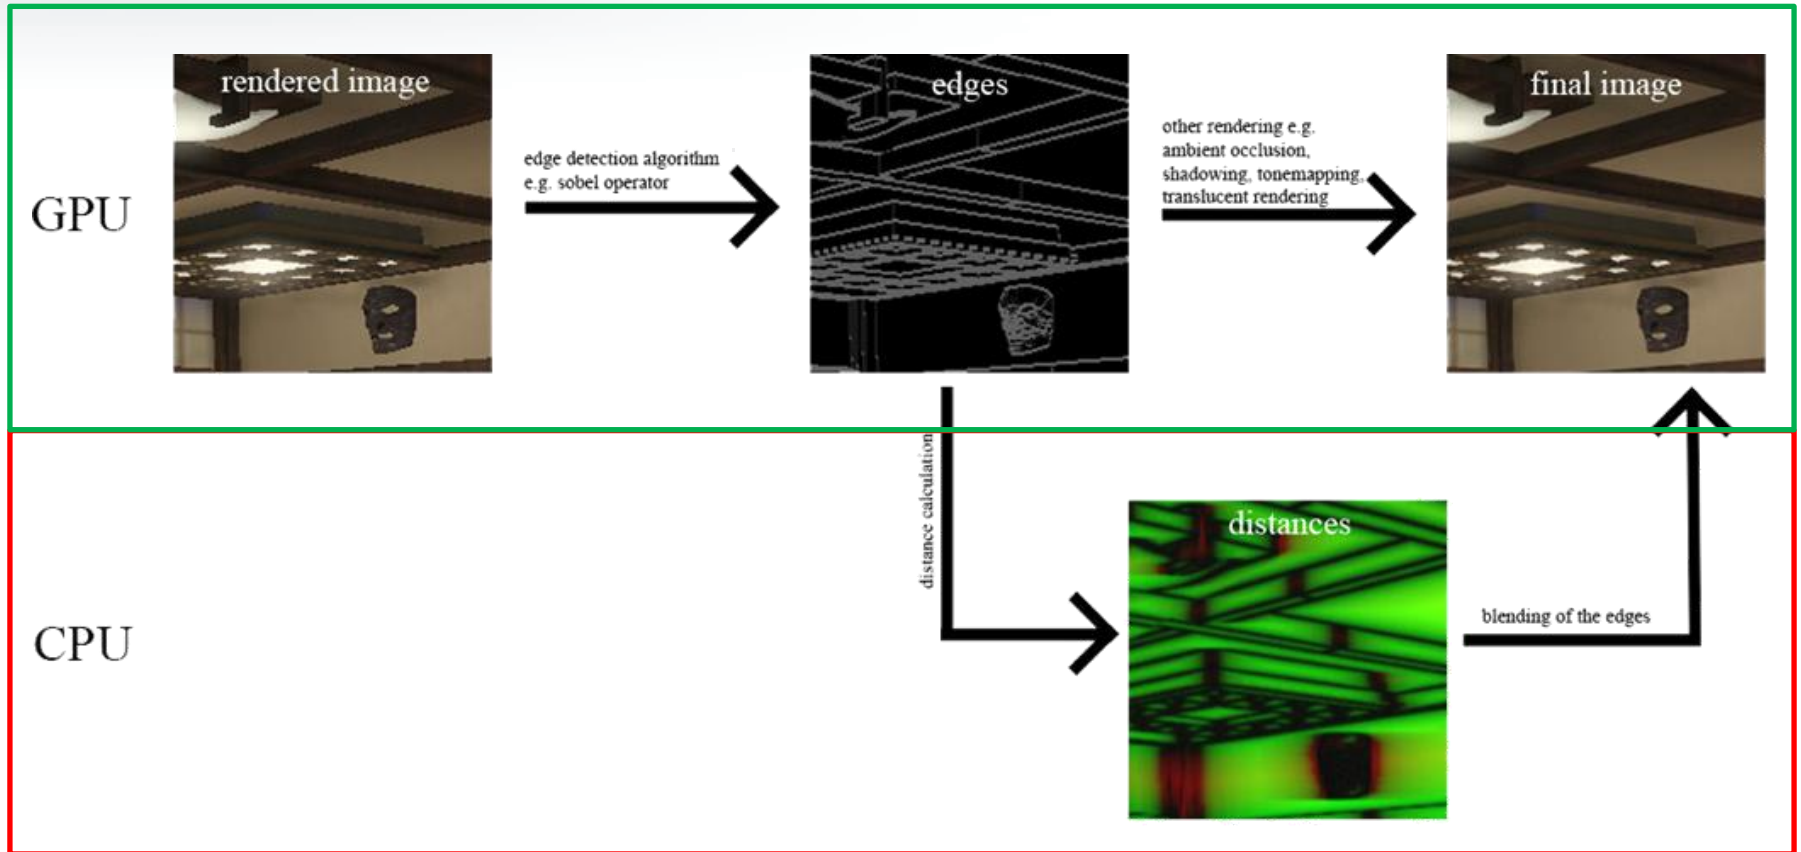 rendered image
edges
final image
edge detection algorithm
e.g. sobel operator
other rendering e.g.
ambient occlusion,
shadowing, tonemapping,
translucent rendering
GPU
distance calculation
distances
blending of the edges
CPU